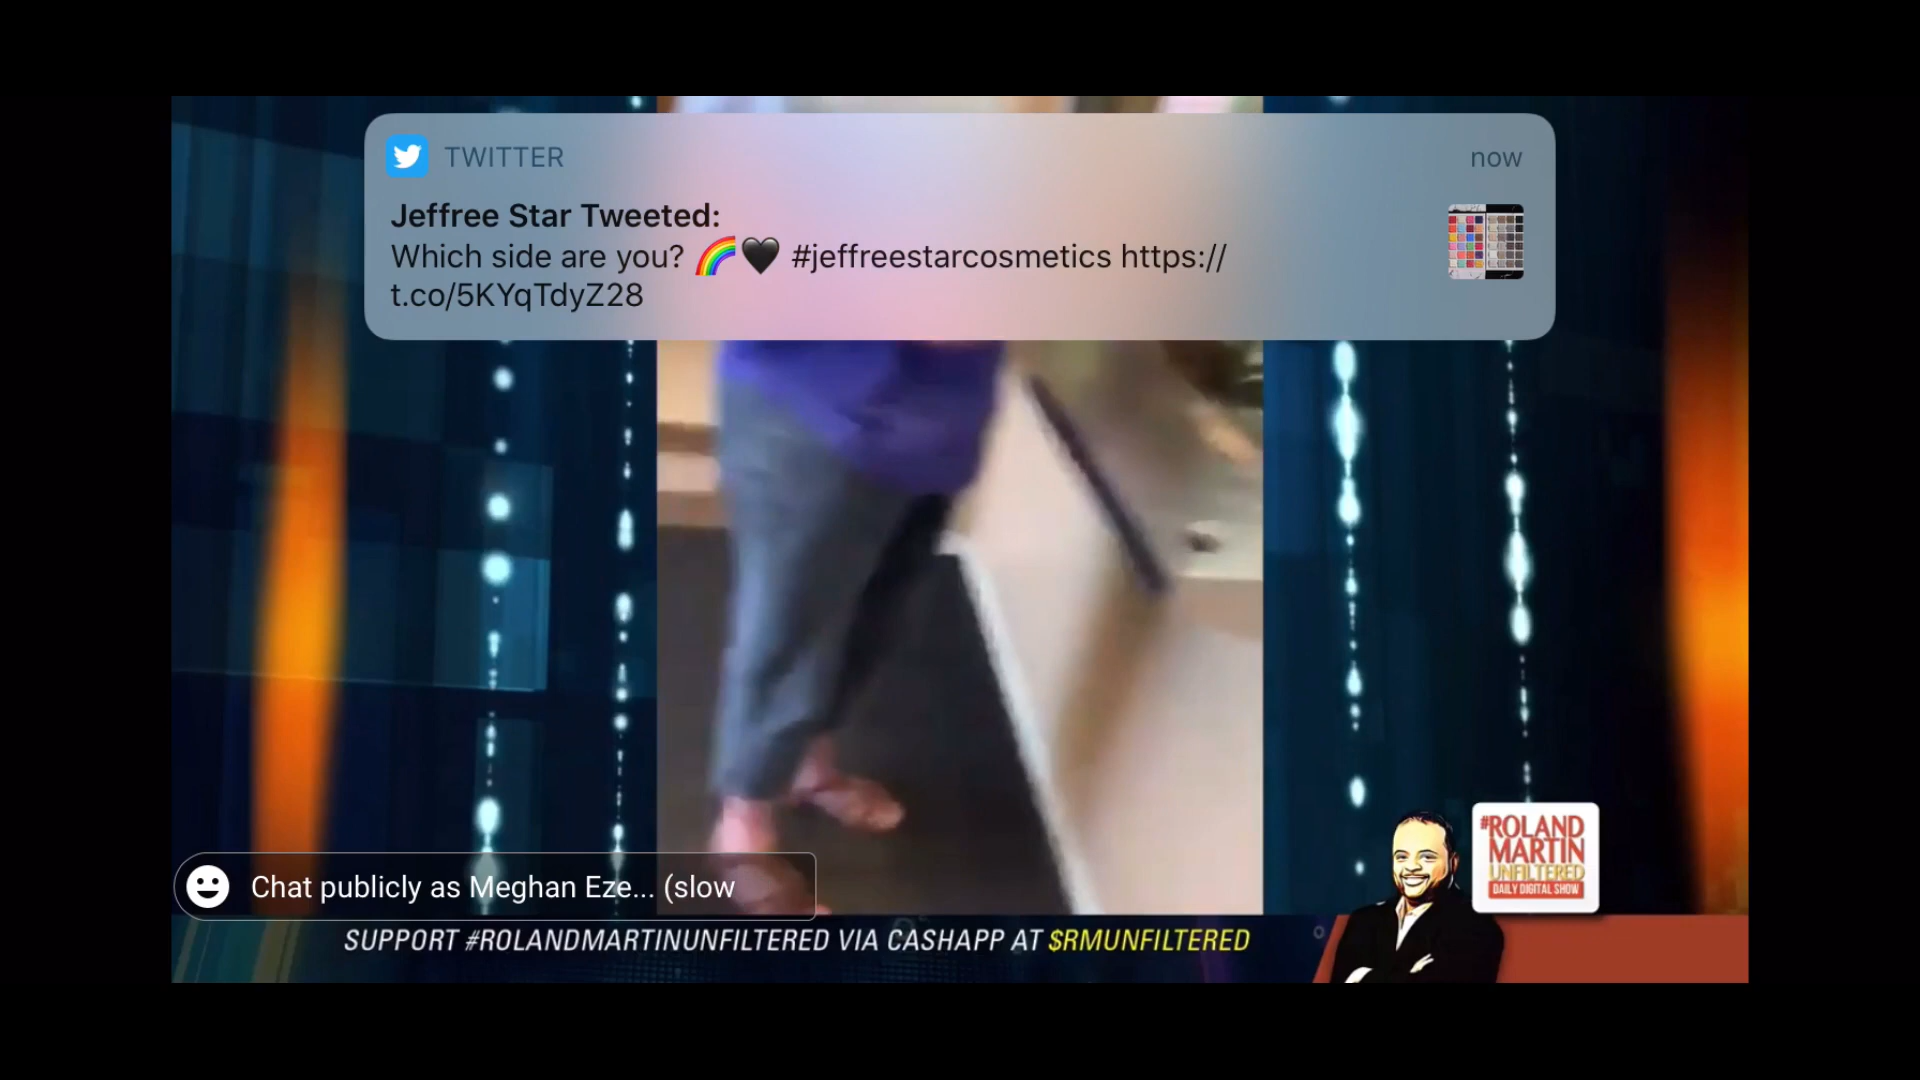 TWITTER
now
Jeffree Star Tweeted:
Which side are you? 🌈🖤 #jeffreestarcosmetics https://
t.co/5KYqTdyZ28
Chat publicly as Meghan Eze... (slow
#ROLAND
MARTIN
UNFILTERED
DAILY DIGITAL SHOW
SUPPORT #ROLANDMARTINUNFILTERED VIA CASHAPP AT $RMUNFILTERED